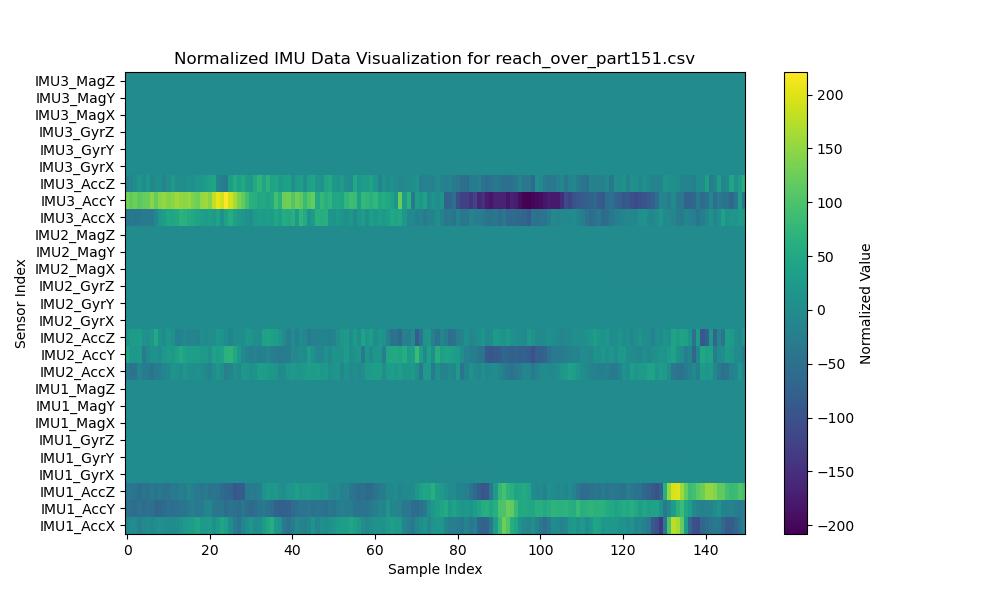 Normalized IMU Data Visualization for reach_over_part151.csv
IMU3_MagZ
IMU3_MagY
IMU3_MagX
IMU3_GyrZ
IMU3_GyrY
IMU3_GyrX
IMU3_AccZ
IMU3_AccY
IMU3_AccX
IMU2_MagZ
IMU2_MagY
IMU2_MagX
IMU2_GyrZ
IMU2_GyrY
IMU2_GyrX
IMU2_AccZ
IMU2_AccY
IMU2_AccX
IMU1_MagZ
IMU1_MagY
IMU1_MagX
IMU1_GyrZ
IMU1_GyrY
IMU1_GyrX
IMU1_AccZ
IMU1_AccY
IMU1_AccX
Sensor Index
0 20 40 60 80 100 120 140
Sample Index
200
150
100
50
0
−50
−100
−150
−200
Normalized Value